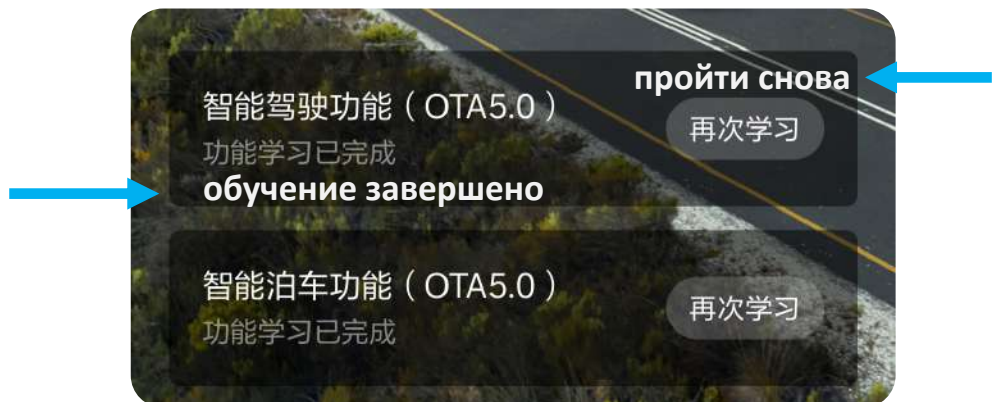 пройти снова
智能驾驶功能（OTA5.0）
再次学习
功能学习已完成
обучение завершено
智能泊车功能（OTA5.0）
再次学习
功能学习已完成